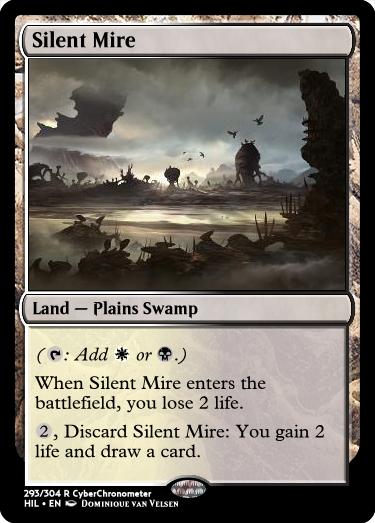 Silent Mire
Land — Plains Swamp
(: Add or .)
When Silent Mire enters the
battlefield, you lose 2 life.
2, Discard Silent Mire: You gain 2
life and draw a card.
293/304 R CyberChronometer
HIL • EN Dominique van Velsen